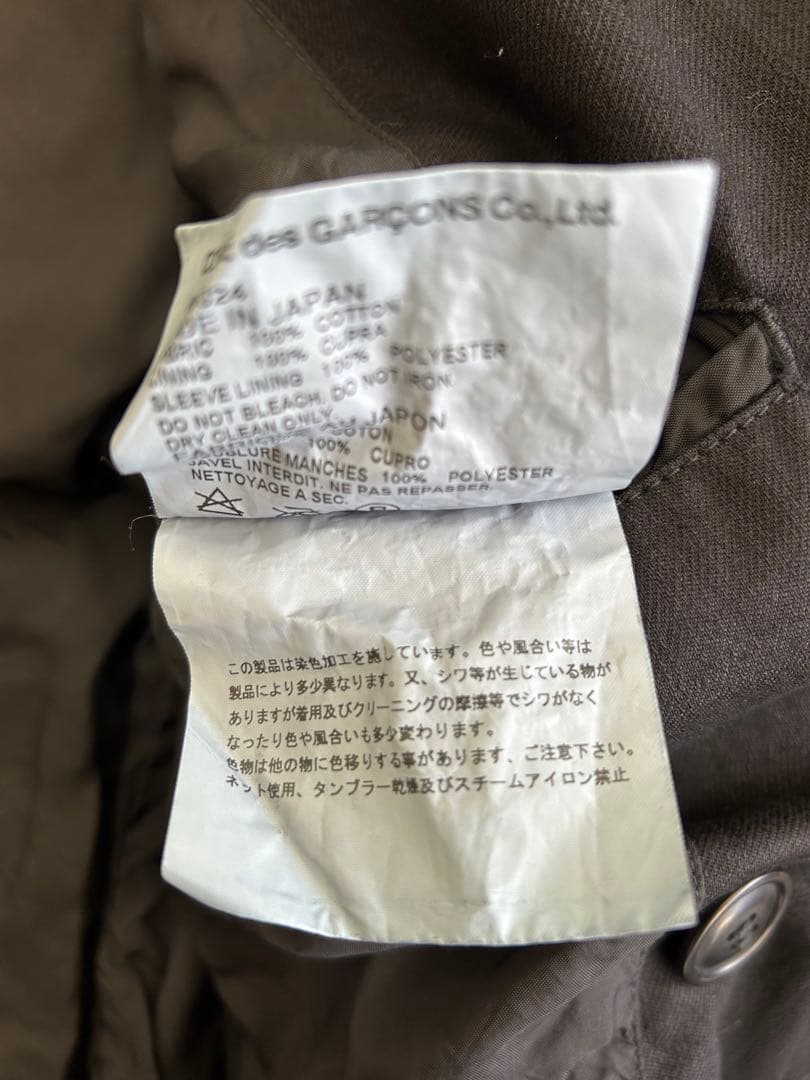 des GARÇONS Co.,Ltd.
IN JAPAN
100% COTTON
100% CUPRA
SLEEVE LINING 100% POLYESTER
DO NOT BLEACH. DO NOT IRON.
DRY CLEAN ONLY.
JAPON
100% COTON
MANCHES 100% CUPRO
100% POLYESTER
JAVEL INTERDIT. NE PAS REPASSER.
NETTOYAGE A SEC.
この製品は染色加工を施しています。色や風合い等は
製品により多少異なります。又、シワ等が生じている物が
ありますが着用及びクリーニングの摩擦等でシワがなく
なったり色や風合いも多少変わります。
色物は他の物に色移りする事があります、ご注意下さい。
ネット使用、タンブラー乾燥及びスチームアイロン禁止